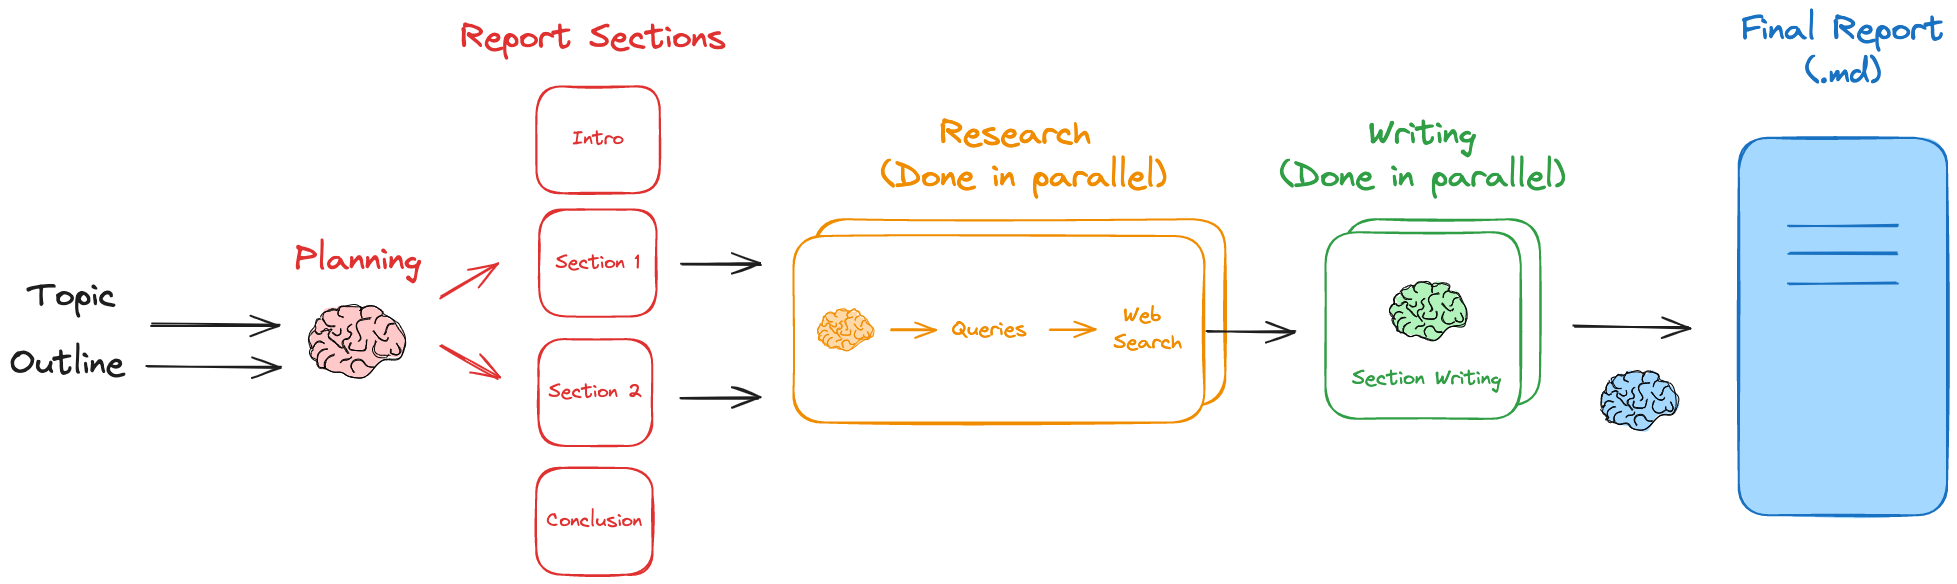 Topic
Outline
Planning
Report Sections
Intro
Section 1
Section 2
Conclusion
Research
(Done in parallel)
Queries
Web
Search
Writing
(Done in parallel)
Section Writing
Final Report
(.md)